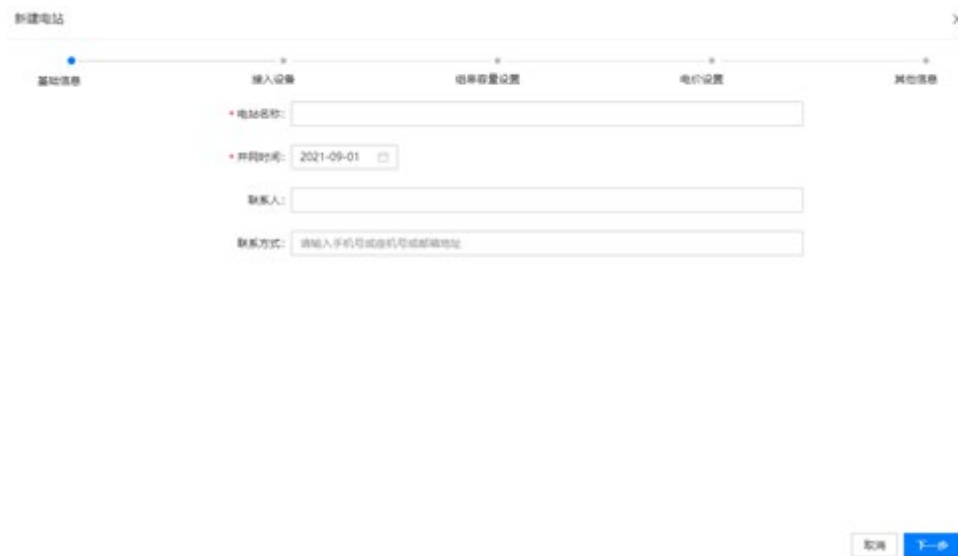 新建电站
基础信息
接入设备
组串容量设置
电价设置
其他信息
* 电站名称:
* 并网时间: 2021-09-01
联系人:
联系方式: 请输入手机号或座机号或邮箱地址
取消 下一步